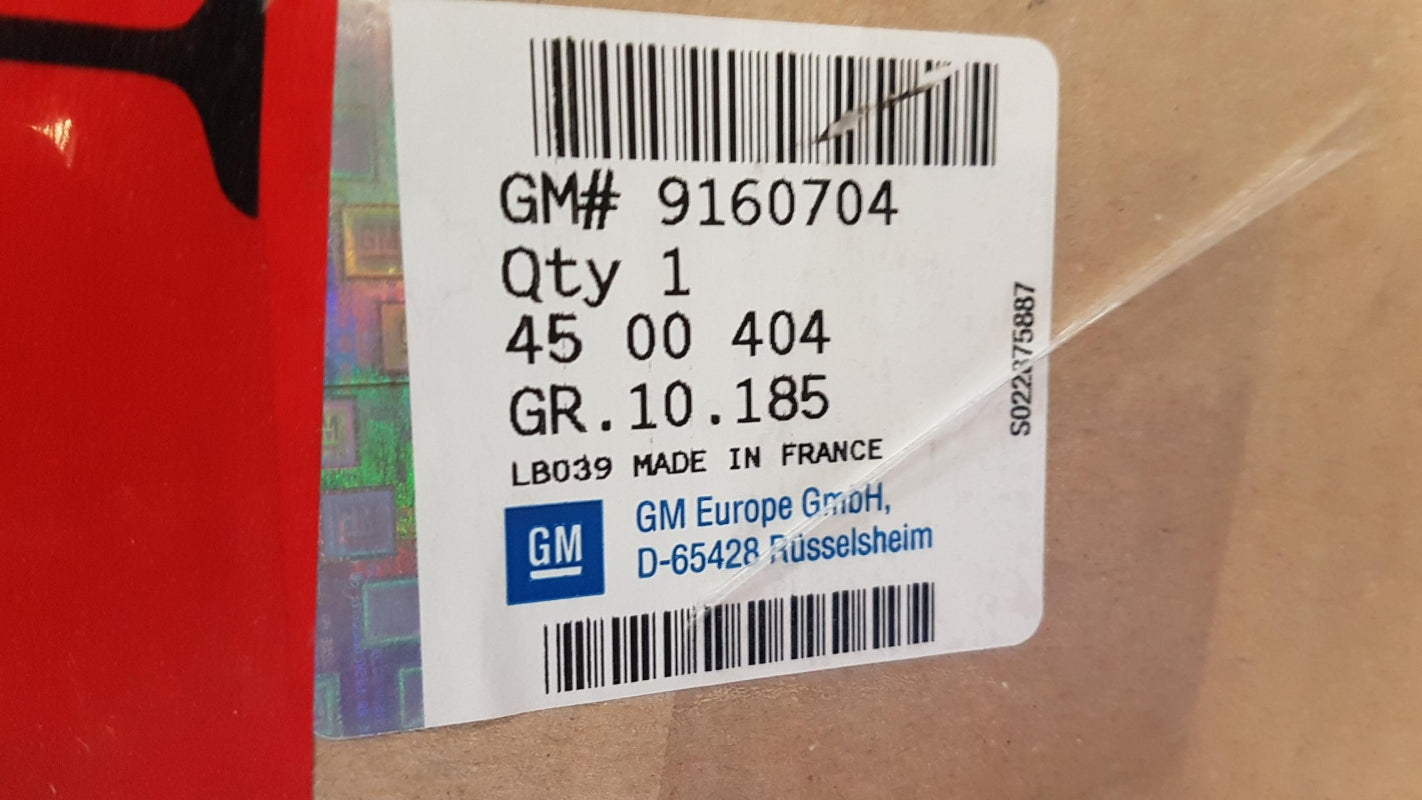 GM# 9160704
Qty 1
45 00 404
GR.10.185
LB039 MADE IN FRANCE
GM
GM Europe GmbH,
D-65428 Rüsselsheim